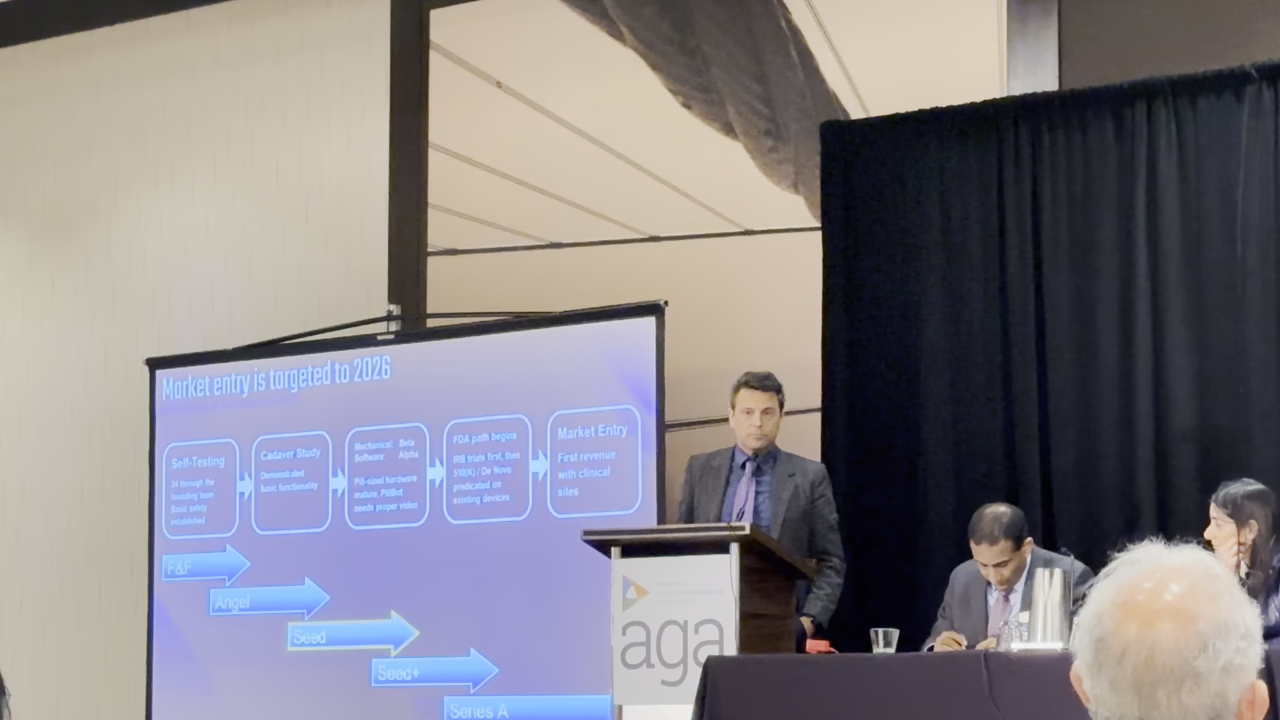 Market entry is targeted to 2026
Self-Testing
24 through the
founding team
Basic safety
established
Cadaver Study
Demonstrated
basic functionality
Mechanical: Beta
Software: Alpha
Pill-sized hardware
mature, PillBot
needs proper video
FDA path begins
IRB trials first, then
510(K) / De Novo
predicated on
existing devices
Market Entry
First revenue
with clinical
sites
F&F
Angel
Seed
Seed+
Series A
aga